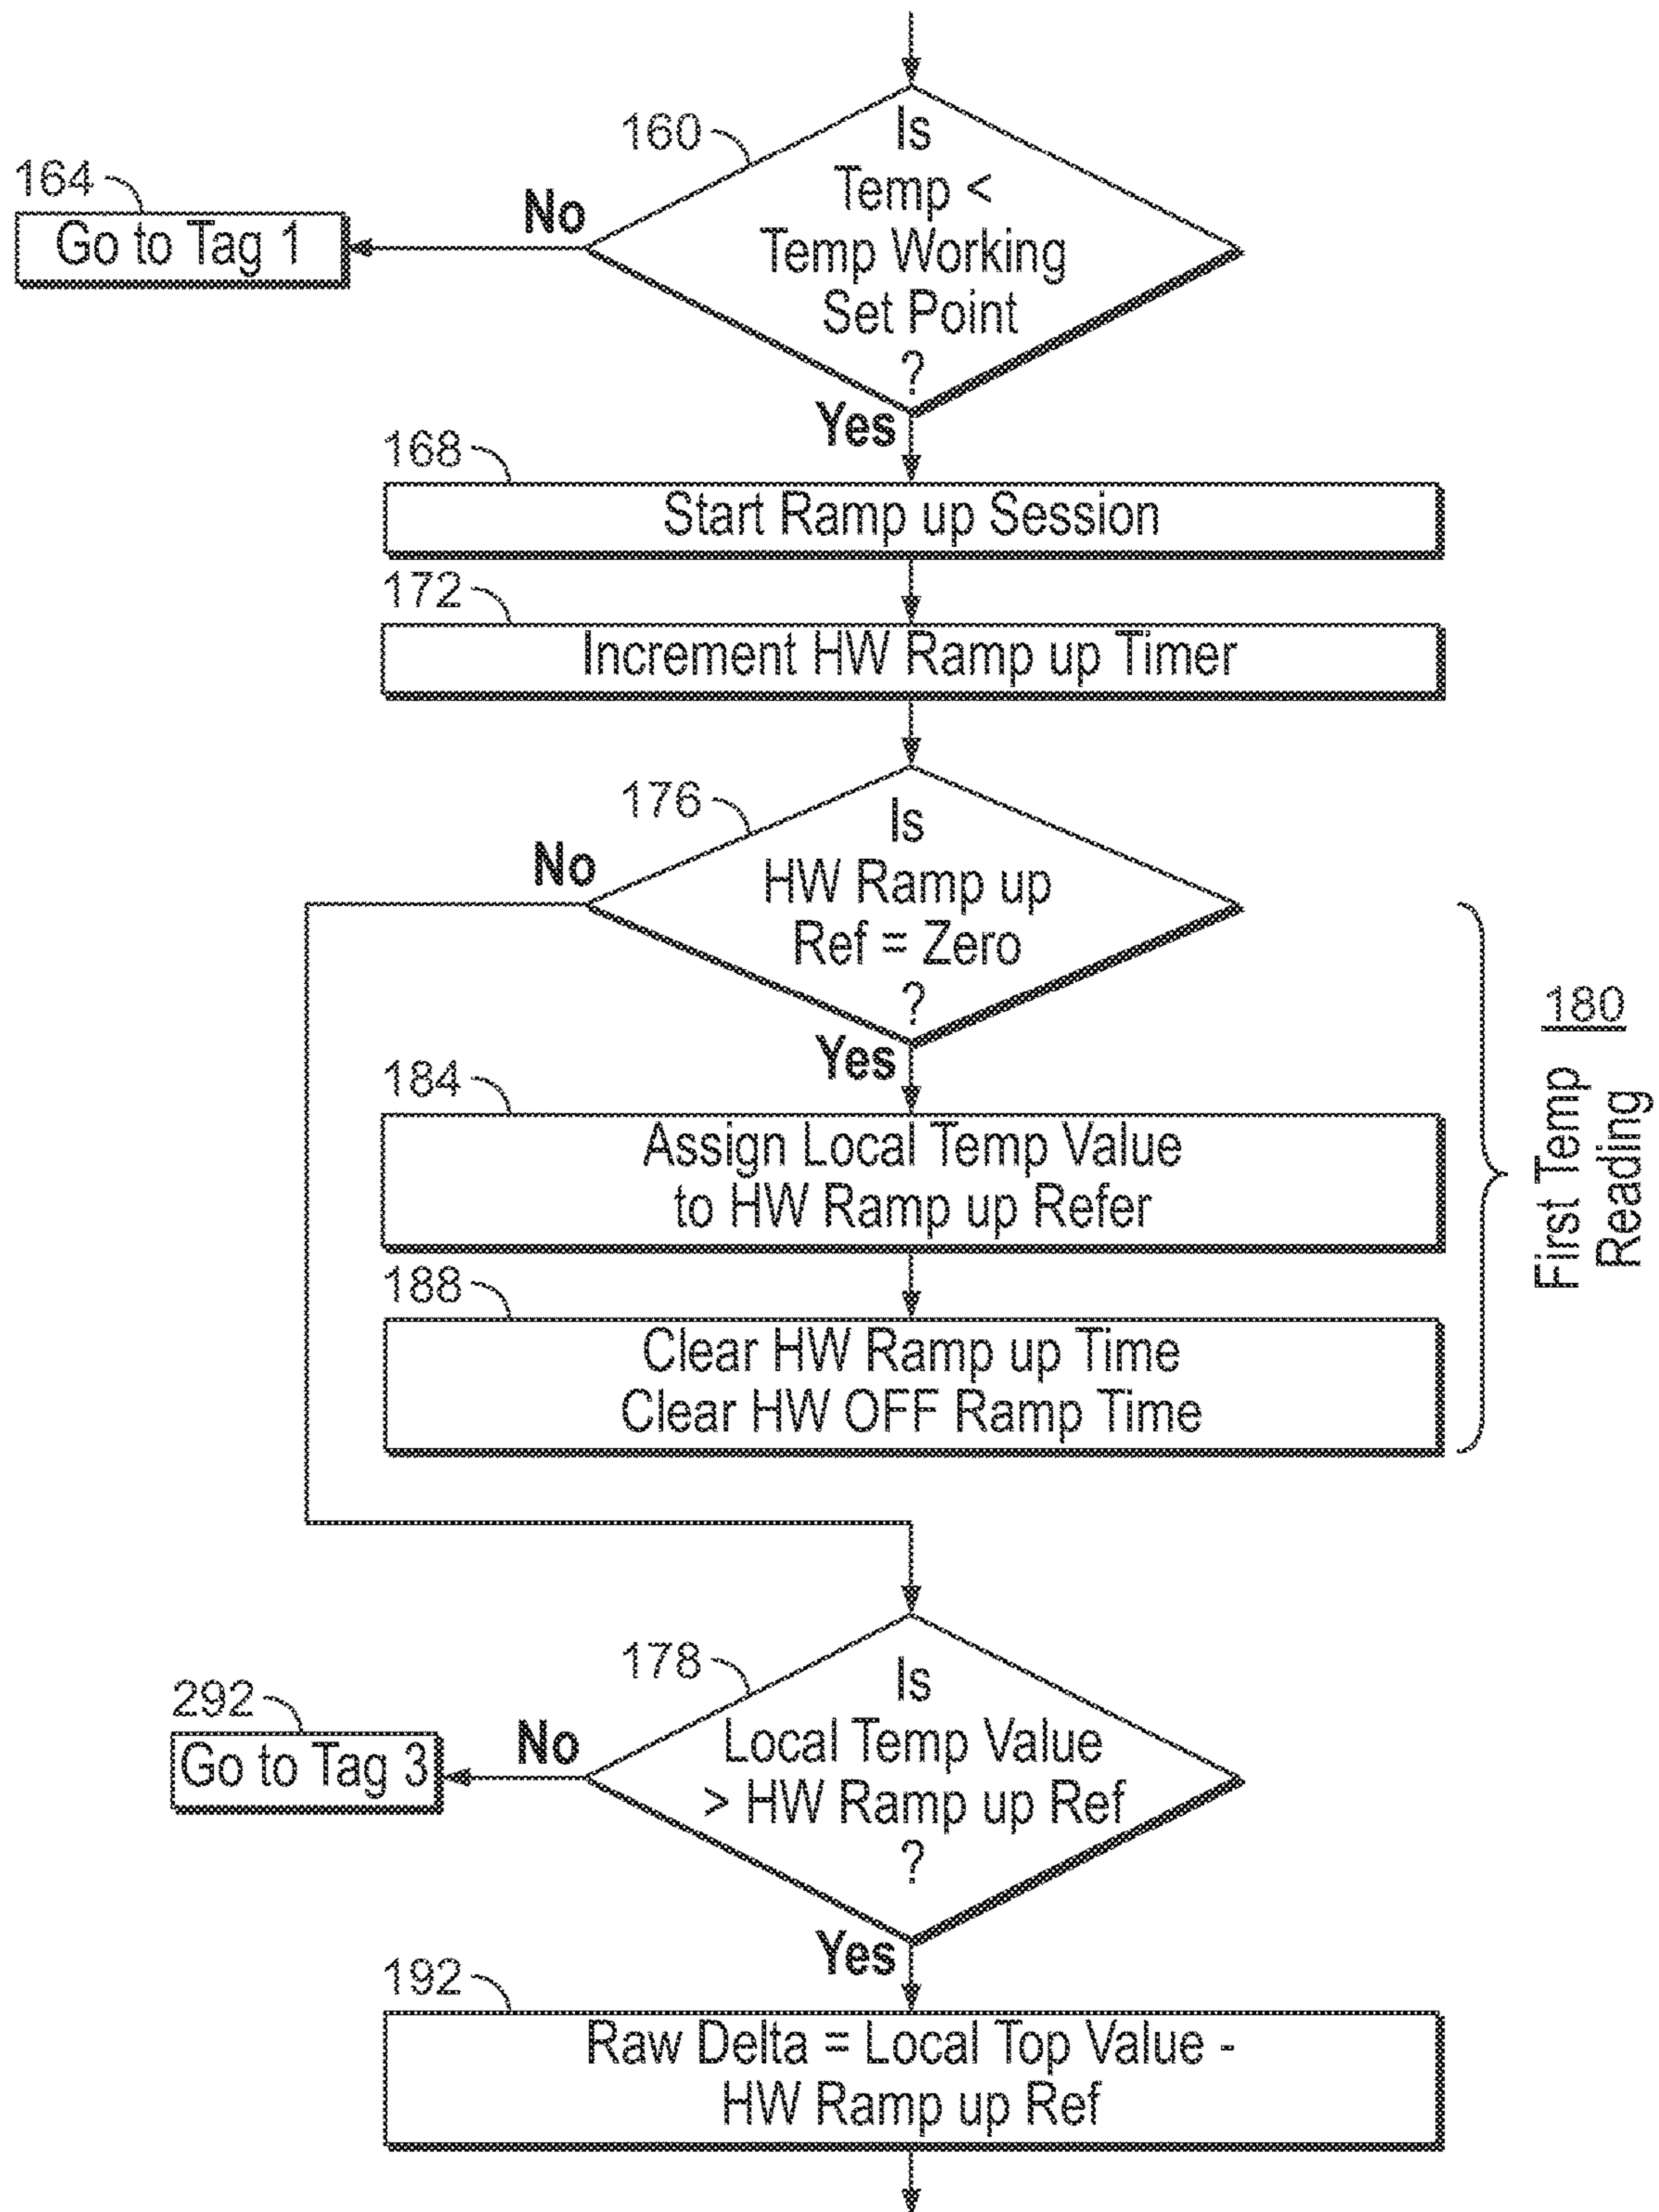 160
Is
Temp <
Temp Working
Set Point
?
164
No
Go to Tag 1
Yes
168
Start Ramp up Session
172
Increment HW Ramp up Timer
176
Is
HW Ramp up
Ref = Zero
?
No
Yes
180
First Temp
Reading
184
Assign Local Temp Value
to HW Ramp up Refer
188
Clear HW Ramp up Time
Clear HW OFF Ramp Time
178
Is
Local Temp Value
> HW Ramp up Ref
?
292
No
Go to Tag 3
Yes
192
Raw Delta = Local Top Value -
HW Ramp up Ref